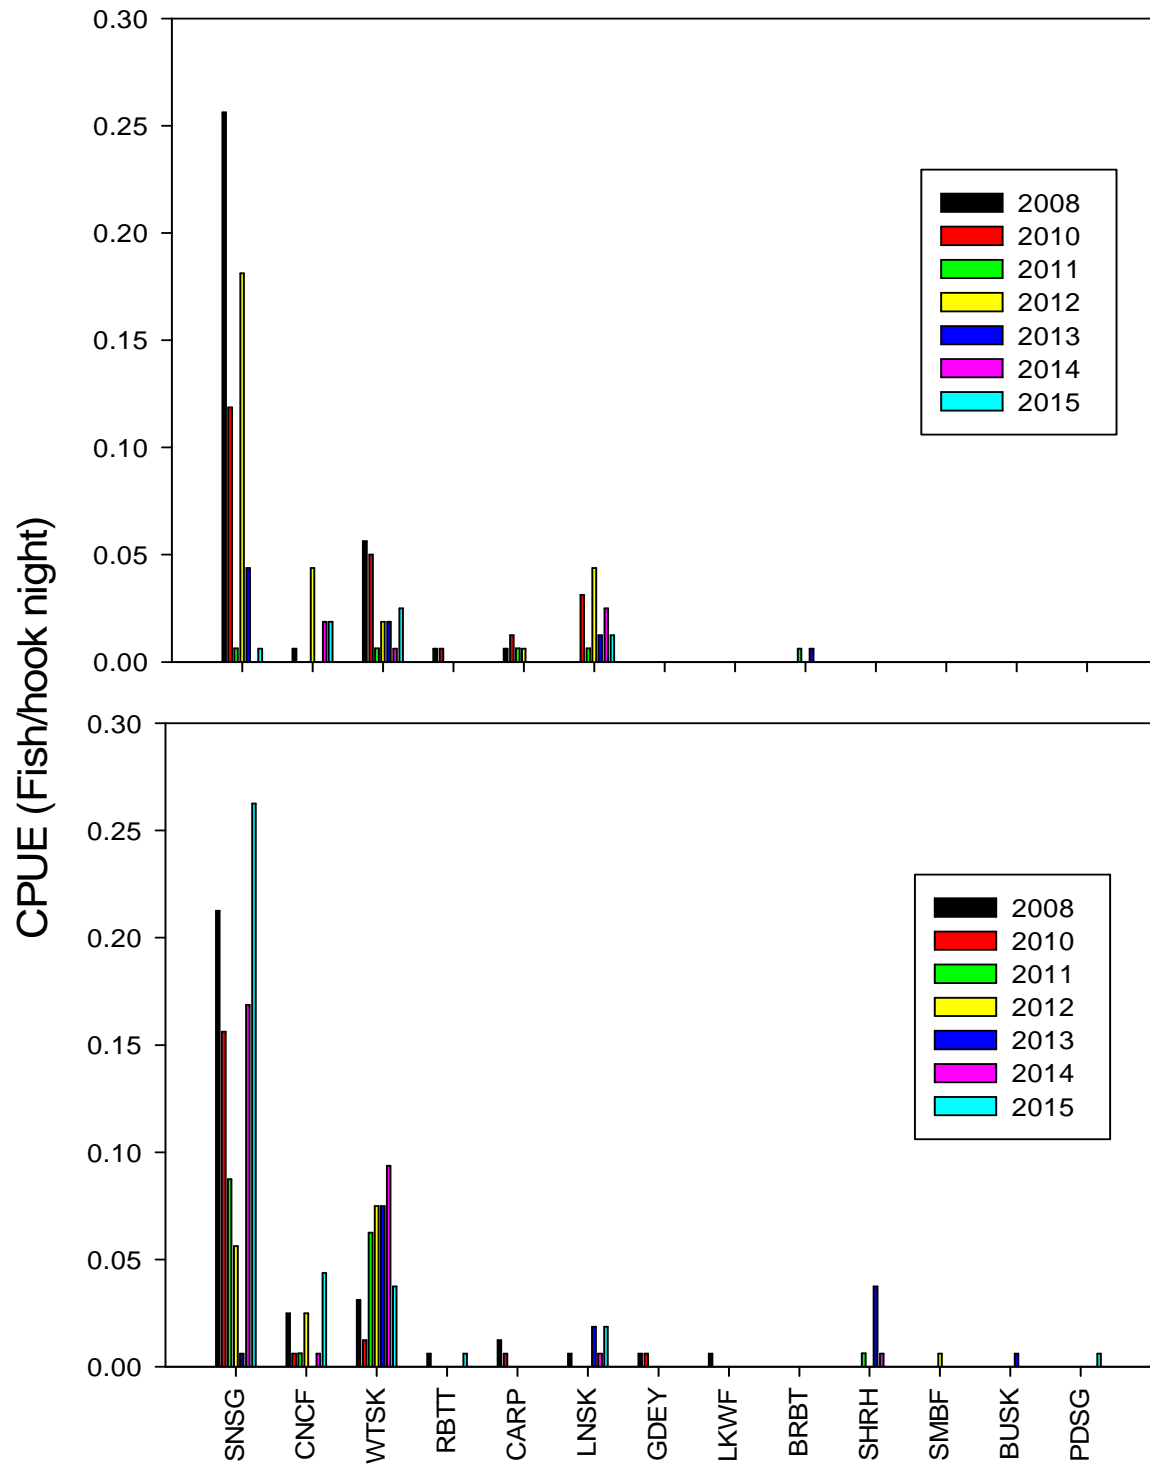 CPUE (Fish/hook night)
0.30
0.25
0.20
0.15
0.10
0.05
0.00
2008
2010
2011
2012
2013
2014
2015
0.30
0.25
0.20
0.15
0.10
0.05
0.00
2008
2010
2011
2012
2013
2014
2015
SNSG
CNCF
WTSK
RBTT
CARP
LNSK
GDEY
LKWF
BRBT
SHRH
SMBF
BUSK
PDSG